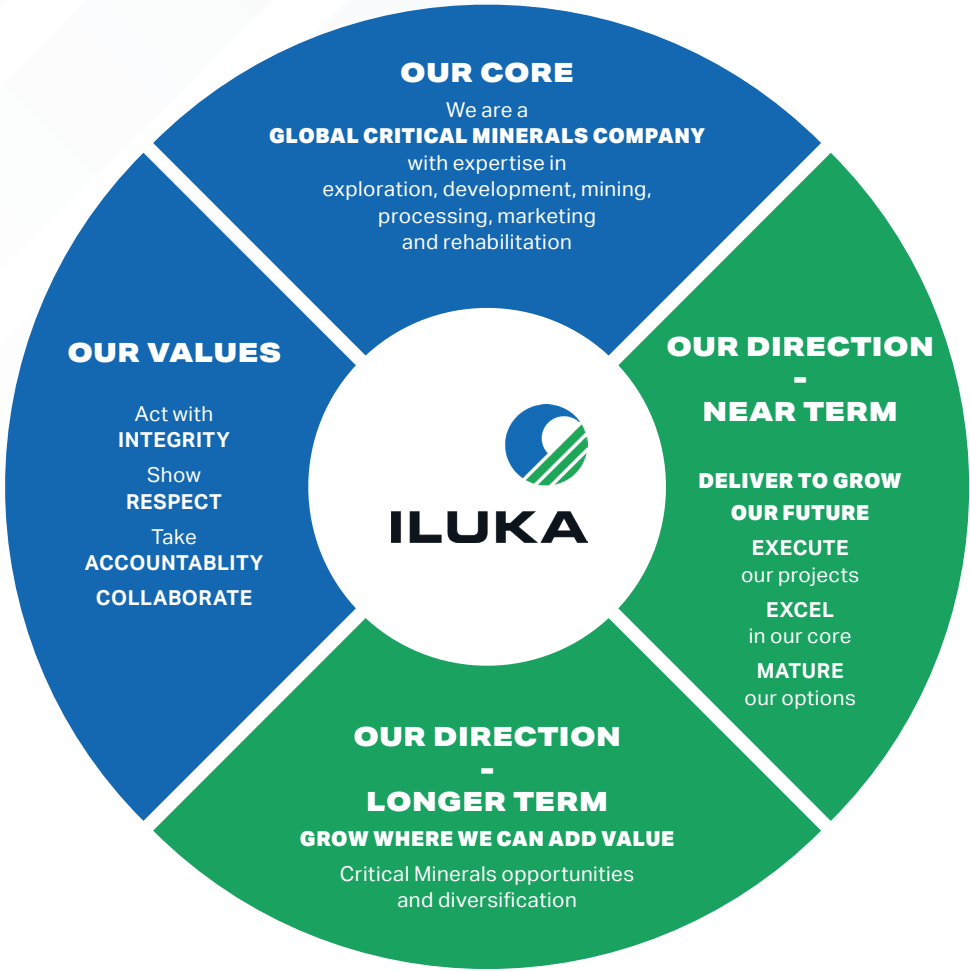 OUR CORE
We are a
GLOBAL CRITICAL MINERALS COMPANY
with expertise in
exploration, development, mining,
processing, marketing
and rehabilitation
OUR VALUES
Act with
INTEGRITY
Show
RESPECT
Take
ACCOUNTABLITY
COLLABORATE
ILUKA
OUR DIRECTION
-
NEAR TERM
DELIVER TO GROW
OUR FUTURE
EXECUTE
our projects
EXCEL
in our core
MATURE
our options
OUR DIRECTION
-
LONGER TERM
GROW WHERE WE CAN ADD VALUE
Critical Minerals opportunities
and diversification